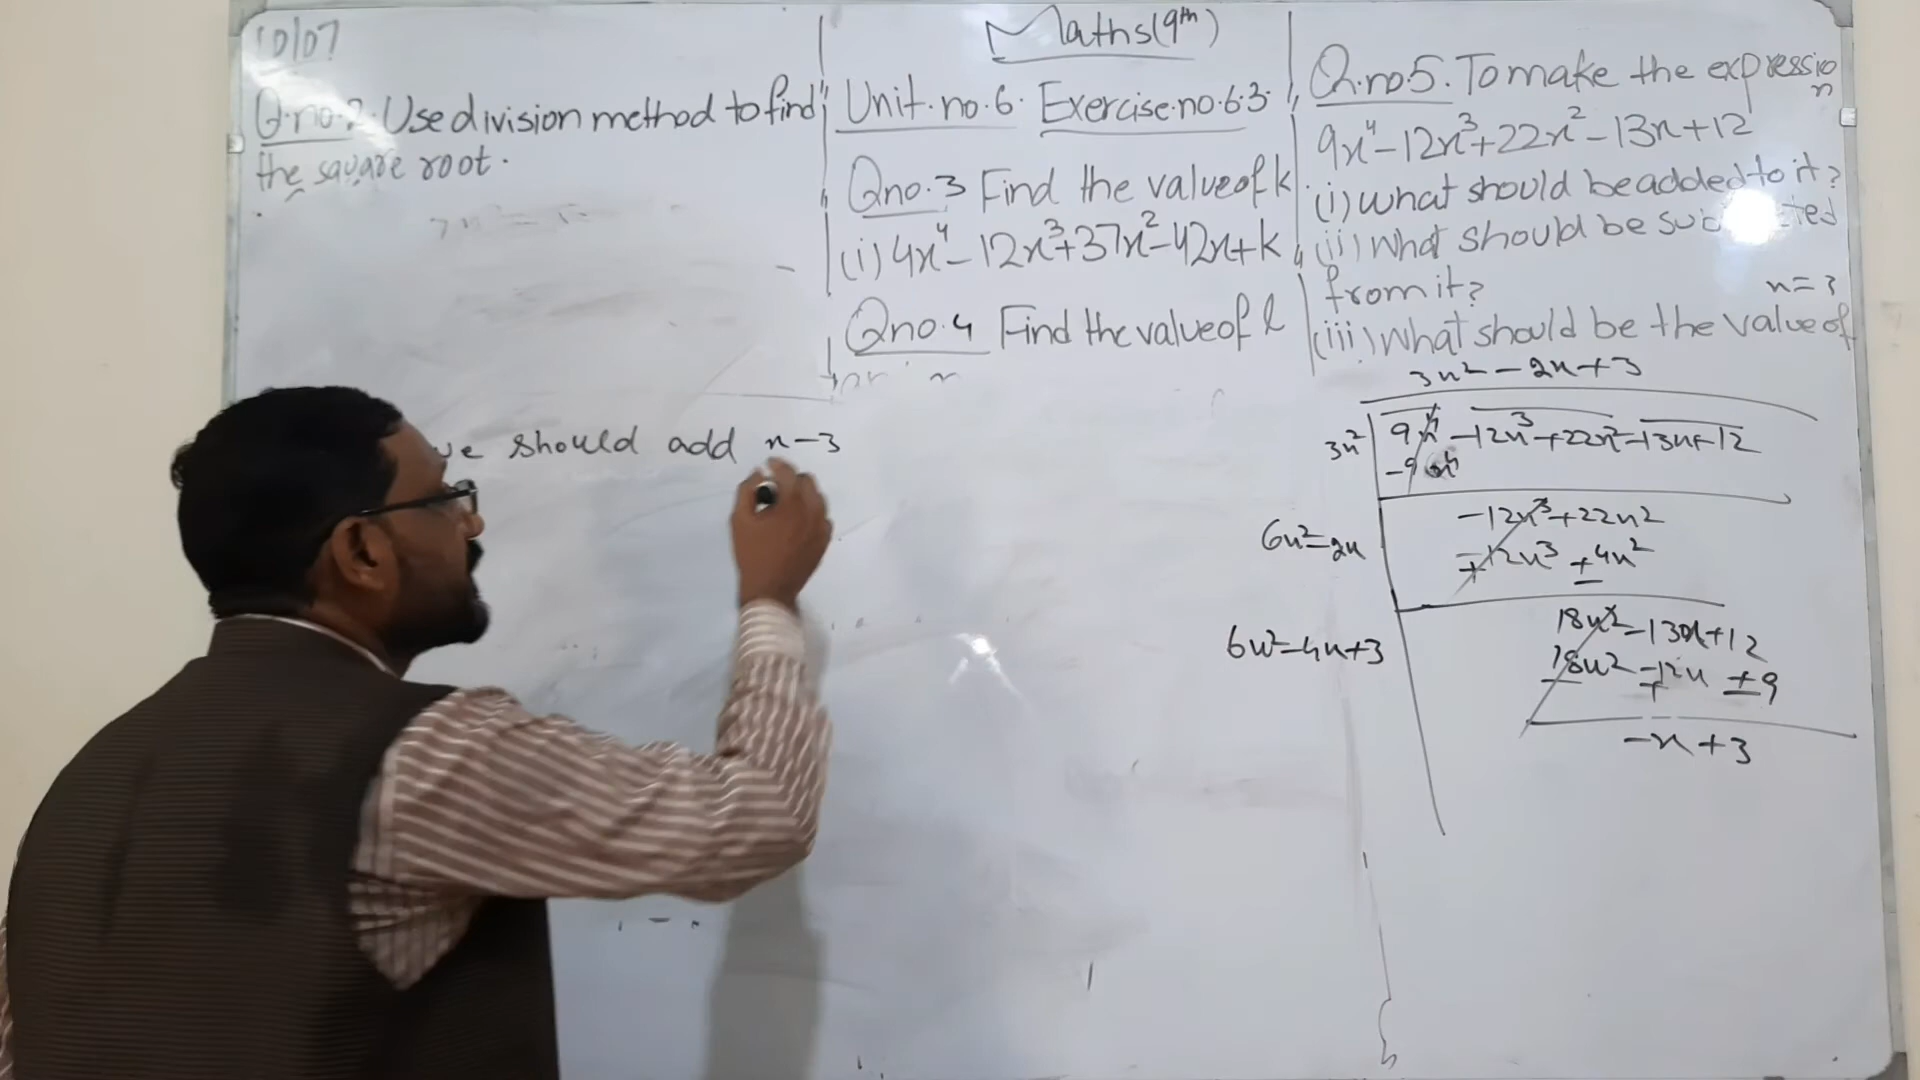 10/07
Q.no.2. Use division method to find
the square root.
Maths(9th)
Unit.no.6. Exercise.no.6.3.
Qno.3 Find the value of k
(i) 4x⁴-12x³+37x²-42x+k
Qno.4 Find the value of l
Q.no.5. To make the expression
9x⁴-12x³+22x²-13x+12
(i) what should be added to it?
(ii) What should be
from it?
x=3
(iii) What should be the value of
3x²-2x+3
3x² 9x⁴-12x³+22x²-13x+12
-9x⁴
-12x³+22x²
6x²-2x
+12x³ ±4x²
18x²-13x+12
6x²-4x+3
18x²-12x+9
-x+3
we should add x-3